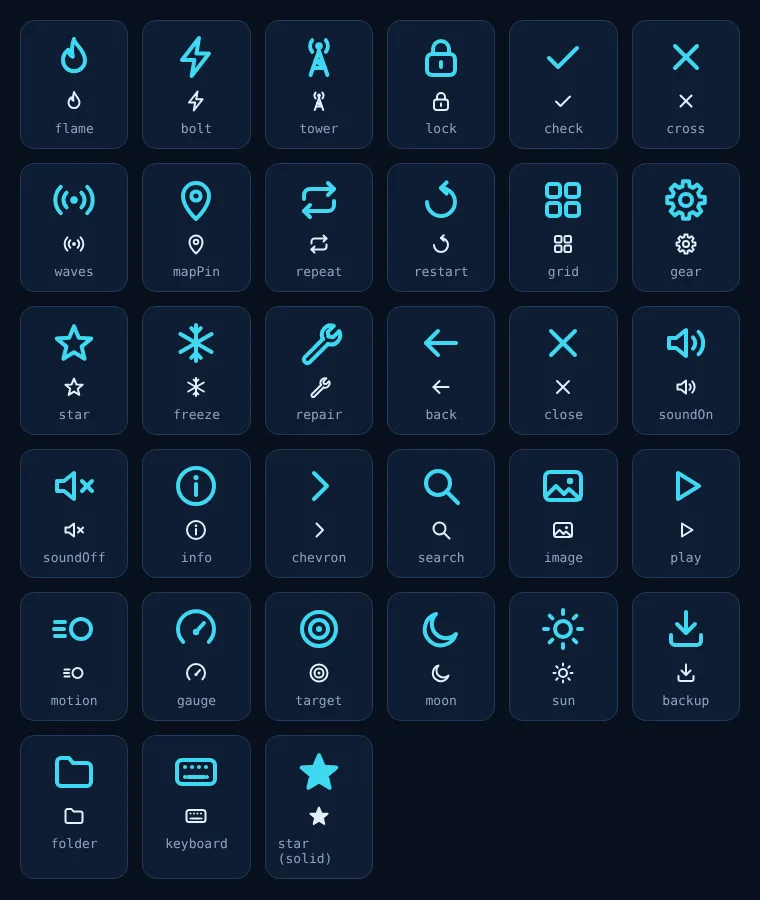 flame
bolt
tower
lock
check
cross
waves
mapPin
repeat
restart
grid
gear
star
freeze
repair
back
close
soundOn
soundOff
info
chevron
search
image
play
motion
gauge
target
moon
sun
backup
folder
keyboard
star
(solid)